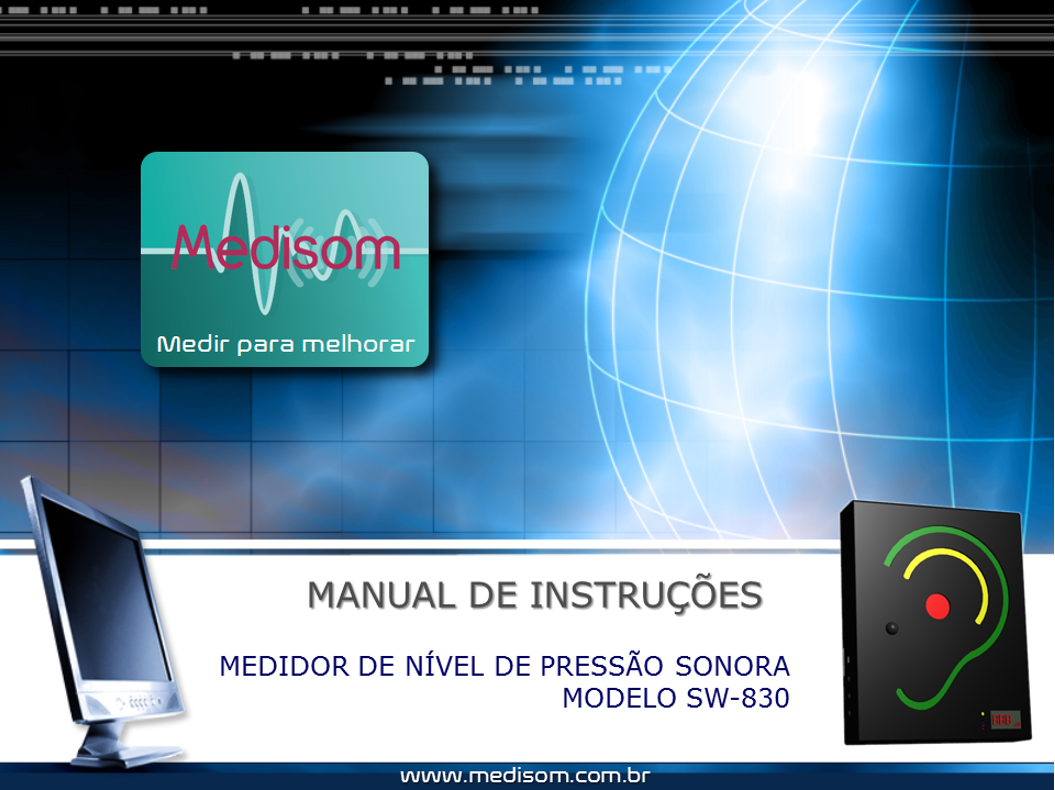 Medisom
Medir para melhorar
MANUAL DE INSTRUÇÕES
MEDIDOR DE NÍVEL DE PRESSÃO SONORA
MODELO SW-830
www.medisom.com.br